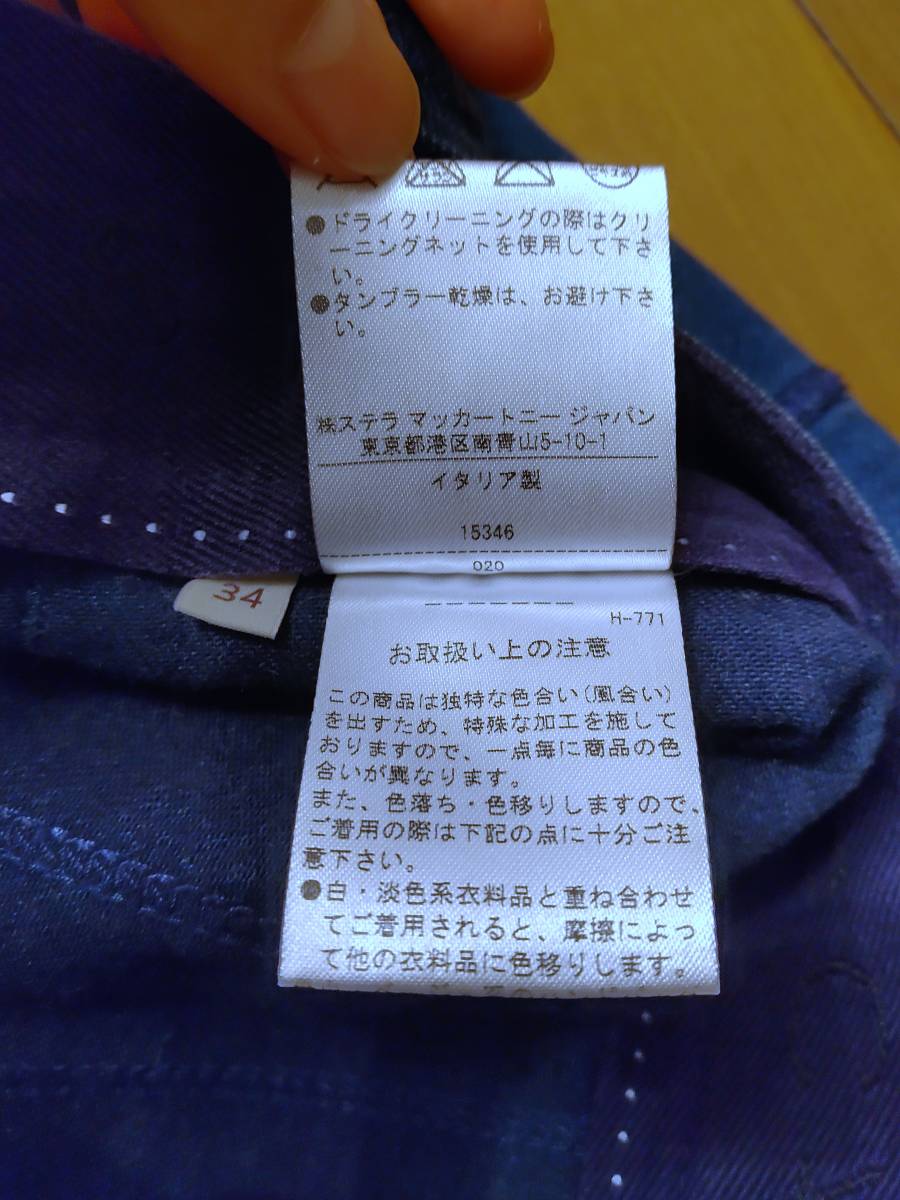 ●ドライクリーニングの際はクリ
ーニングネットを使用して下さ
い。
●タンブラー乾燥は、お避け下さ
い。
㈱ステラ マッカートニー ジャパン
東京都港区南青山5-10-1
イタリア製
15346
020
34
H-771
お取扱い上の注意
この商品は独特な色合い(風合い)
を出すため、特殊な加工を施して
おりますので、一点毎に商品の色
合いが異なります。
また、色落ち・色移りしますので、
ご着用の際は下記の点に十分ご注
意下さい。
●白・淡色系衣料品と重ね合わせ
てご着用されると、摩擦によっ
て他の衣料品に色移りします。